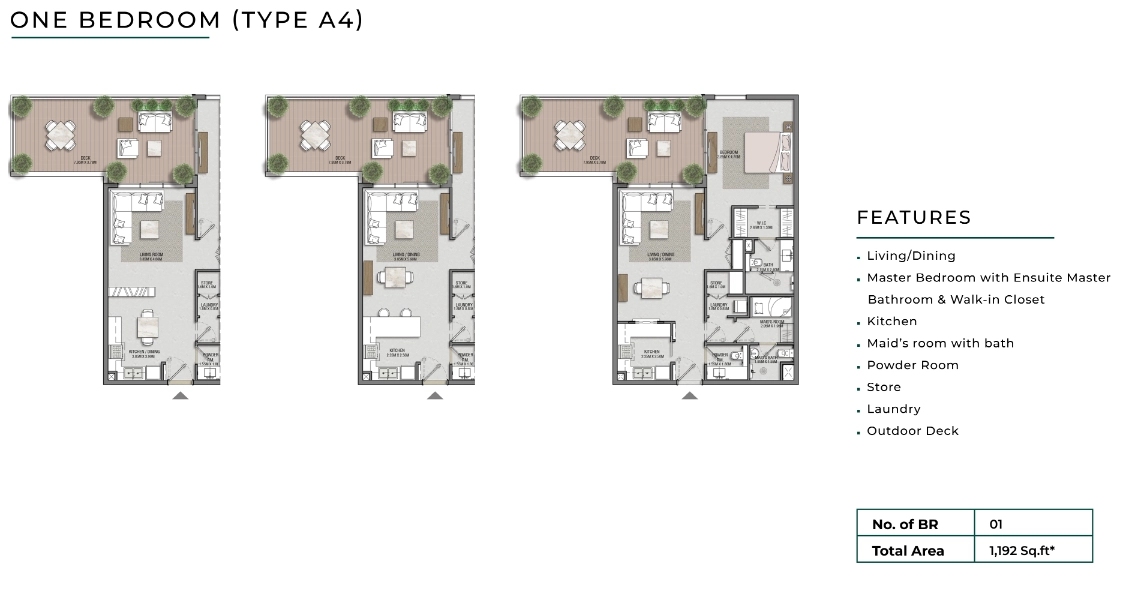 ONE BEDROOM (TYPE A4)
DECK
LIVING ROOM
STORE
LAUNDRY
KITCHEN / DINING
POWDER
DECK
LIVING / DINING
STORE
LAUNDRY
KITCHEN
POWDER
DECK
BEDROOM
W.I.C
LIVING / DINING
BATH
STORE
LAUNDRY
MAID'S ROOM
KITCHEN
POWDER
MAID'S BATH
FEATURES
Living/Dining
Master Bedroom with Ensuite Master
Bathroom & Walk-in Closet
Kitchen
Maid's room with bath
Powder Room
Store
Laundry
Outdoor Deck
No. of BR 01
Total Area 1,192 Sq.ft*